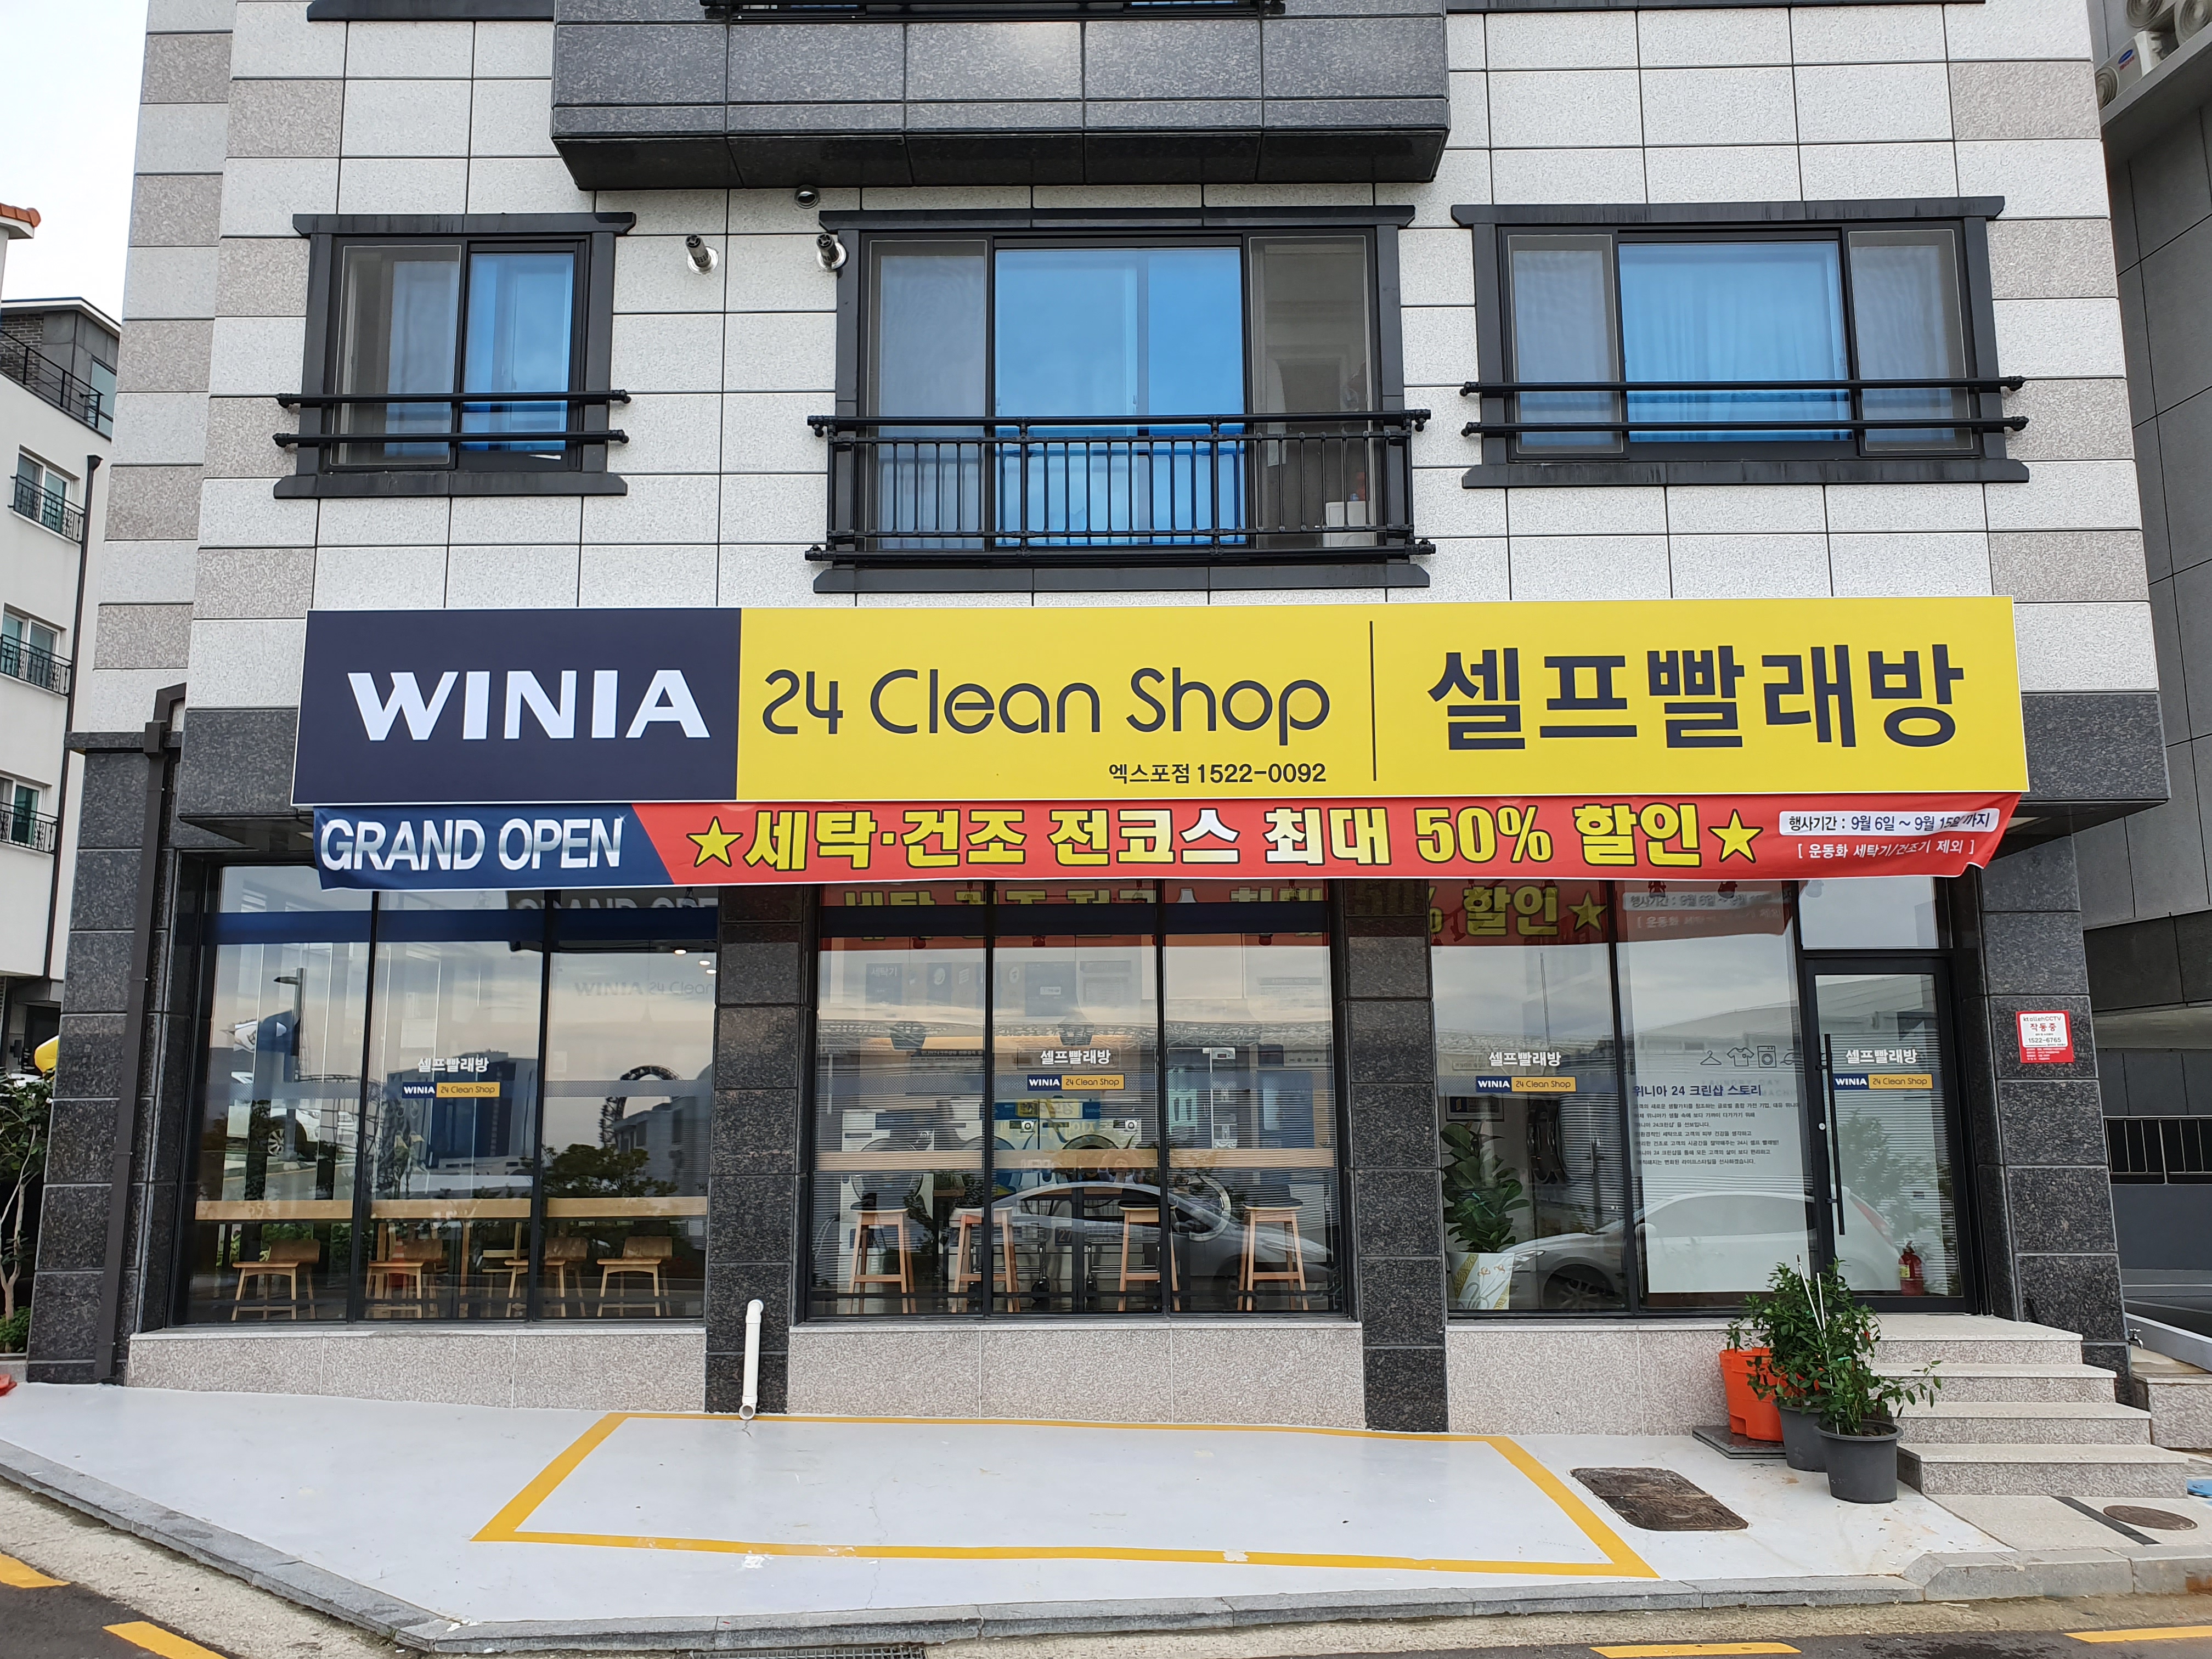 WINIA
24 Clean Shop
셀프빨래방
엑스포점 1522-0092
GRAND OPEN
★세탁·건조 전코스 최대 50% 할인★
행사기간 : 9월 6일 ~ 9월 15일까지
[ 운동화 세탁기/건조기 제외 ]
셀프빨래방
WINIA 24 Clean Shop
셀프빨래방
WINIA 24 Clean Shop
셀프빨래방
WINIA 24 Clean Shop
셀프빨래방
WINIA 24 Clean Shop
위니아 24 크린샵 스토리
kt ollehCCTV
작동중
1522-6765